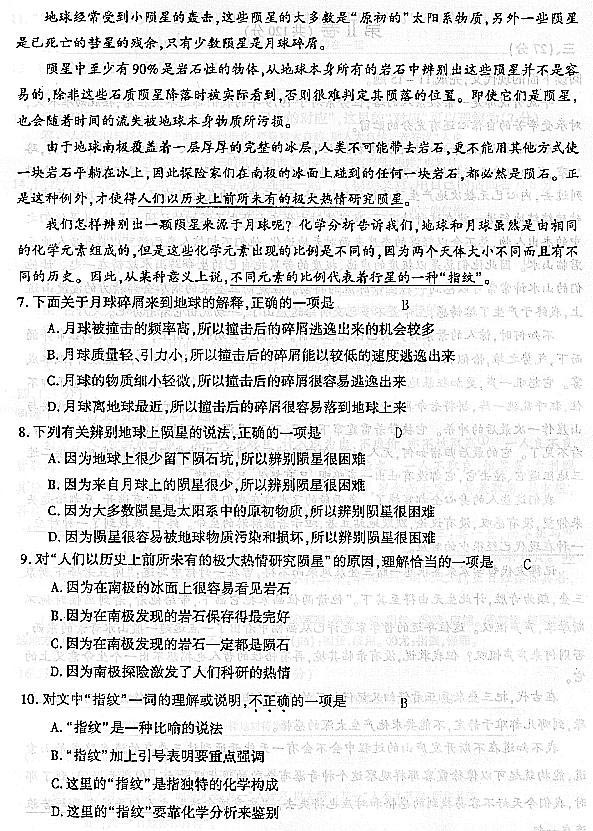 地球经常受到小陨星的轰击,这些陨星的大多数是“原初的”太阳系物质,另外一些陨星
是已死亡的彗星的残余,只有少数陨星是月球碎屑。
陨星中至少有90%是岩石性的物体,从地球本身所有的岩石中辨别出这些陨星并不是容
易的,除非这些石质陨星降落时被实际看到,否则很难判定其陨落的位置。即使它们是陨星,
也会随着时间的流失被地球本身物质所污损。
由于地球南极覆盖着一层厚厚的完整的冰层,人类不可能带去岩石,更不能用其他方式使
一块岩石平躺在冰上,因此探险家们在南极的冰面上碰到的任何一块岩石,都必然是陨石。正
是这种例外,才使得人们以历史上前所未有的极大热情研究陨星。
我们怎样辨别出一颗陨星来源于月球呢?化学分析告诉我们,地球和月球虽然是由相同
的化学元素组成的,但是这些化学元素出现的比例是不同的,因为两个天体大小不同而且有不
同的历史。因此,从某种意义上说,不同元素的比例代表着行星的一种“指纹”。
7.下面关于月球碎屑来到地球的解释,正确的一项是 B
A.月球被撞击的频率高,所以撞击后的碎屑逃逸出来的机会较多
B.月球质量轻、引力小,所以撞击后的碎屑能以较低的速度逃逸出来
C.月球的物质细小轻微,所以撞击后的碎屑很容易逃逸出来
D.月球离地球最近,所以撞击后的碎屑很容易落到地球上来
8.下列有关辨别地球上陨星的说法,正确的一项是 D
A.因为地球上很少留下陨石坑,所以辨别陨星很困难
B.因为来自月球上的陨星很少,所以辨别陨星很困难
C.因为大多数陨星是太阳系中的原初物质,所以辨别陨星很困难
D.因为陨星很容易被地球物质污染和损坏,所以辨别陨星很困难
9.对“人们以历史上前所未有的极大热情研究陨星”的原因,理解恰当的一项是 C
A.因为在南极的冰面上很容易看见岩石
B.因为在南极发现的岩石保存得最完好
C.因为在南极发现的岩石一定都是陨石
D.因为南极探险激发了人们科研的热情
10.对文中“指纹”一词的理解或说明,不正确的一项是 B
A.“指纹”是一种比喻的说法
B.“指纹”加上引号表明要重点强调
C.这里的“指纹”是指独特的化学构成
D.这里的“指纹”要靠化学分析来鉴别